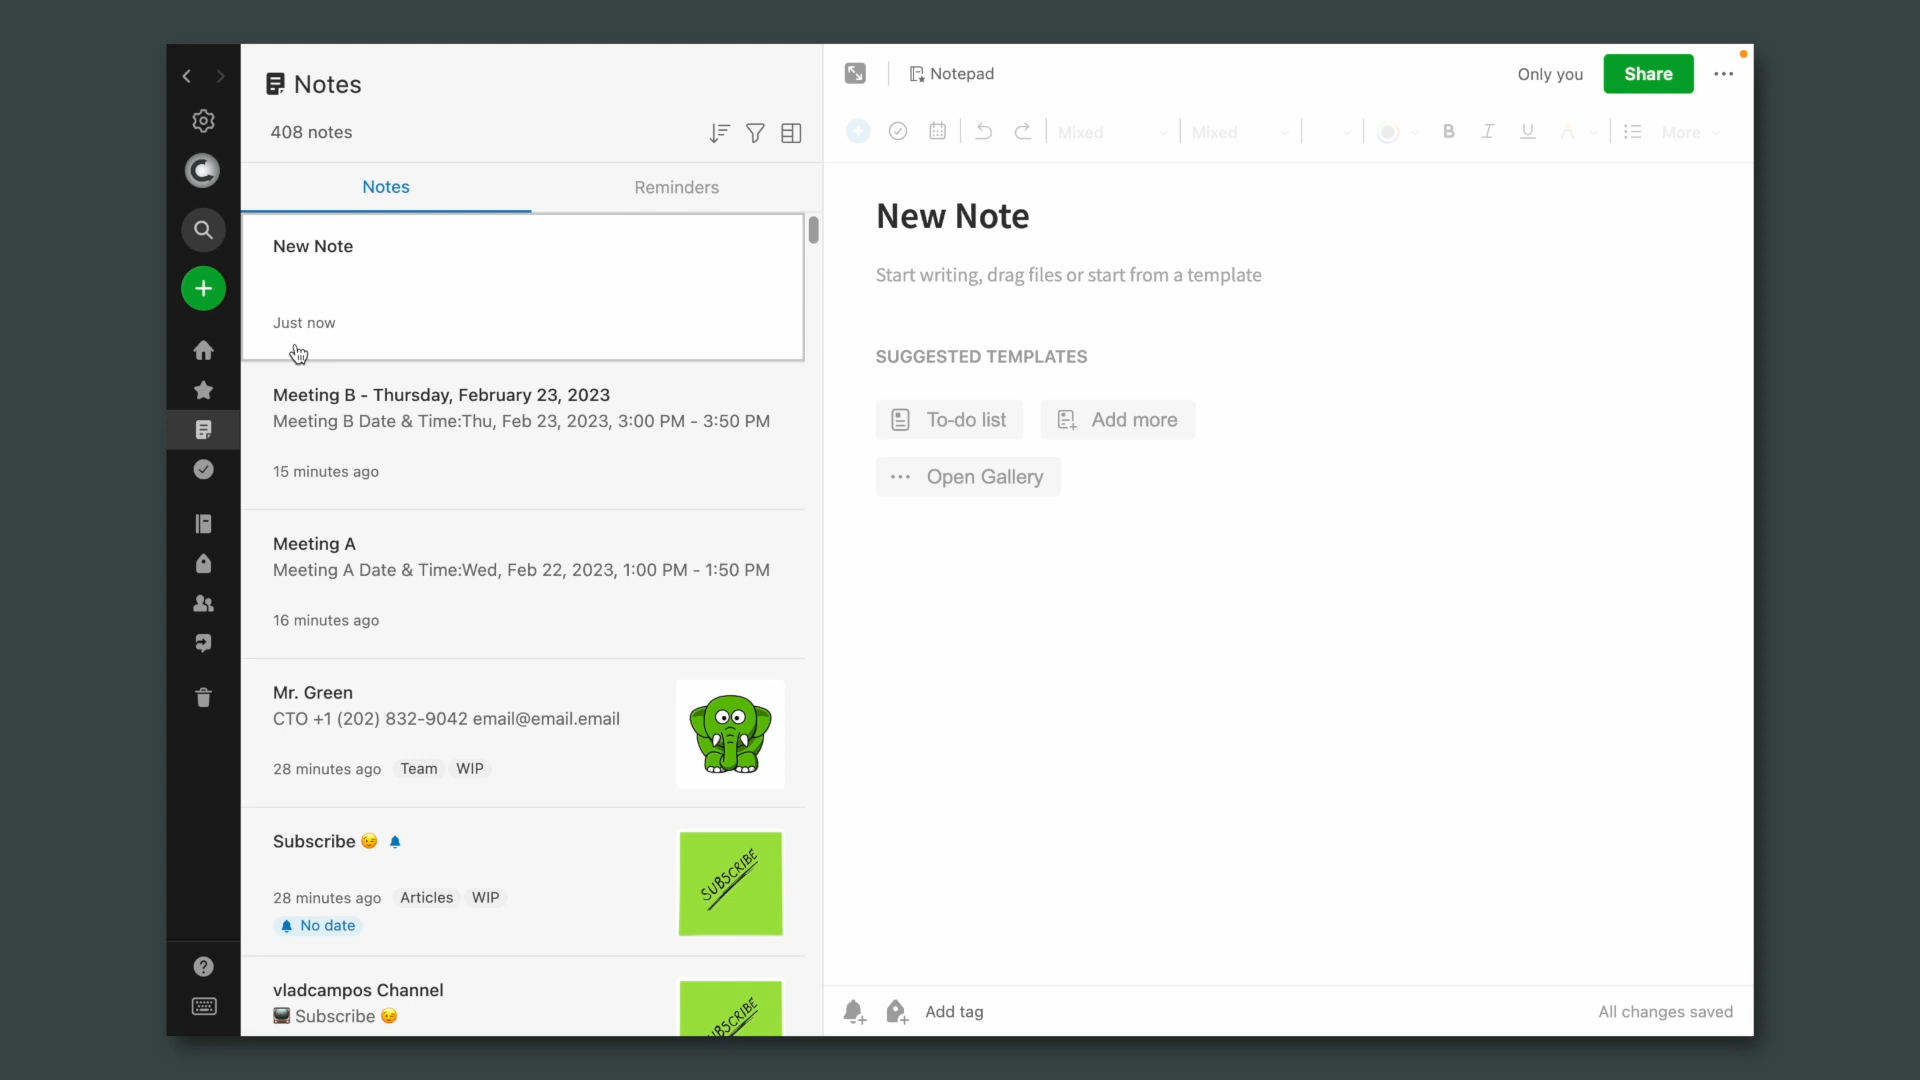 Notes
408 notes
Notes
Reminders
New Note
Just now
Meeting B - Thursday, February 23, 2023
Meeting B Date & Time:Thu, Feb 23, 2023, 3:00 PM - 3:50 PM
15 minutes ago
Meeting A
Meeting A Date & Time:Wed, Feb 22, 2023, 1:00 PM - 1:50 PM
16 minutes ago
Mr. Green
CTO +1 (202) 832-9042 email@email.email
28 minutes ago Team WIP
Subscribe 😉
SUBSCRIBE
28 minutes ago Articles WIP
No date
vladcampos Channel
📺 Subscribe 😉
SUBSCRIBE
Notepad
Only you
Share
Mixed
Mixed
B I U A
More
New Note
Start writing, drag files or start from a template
SUGGESTED TEMPLATES
To-do list
Add more
Open Gallery
Add tag
All changes saved